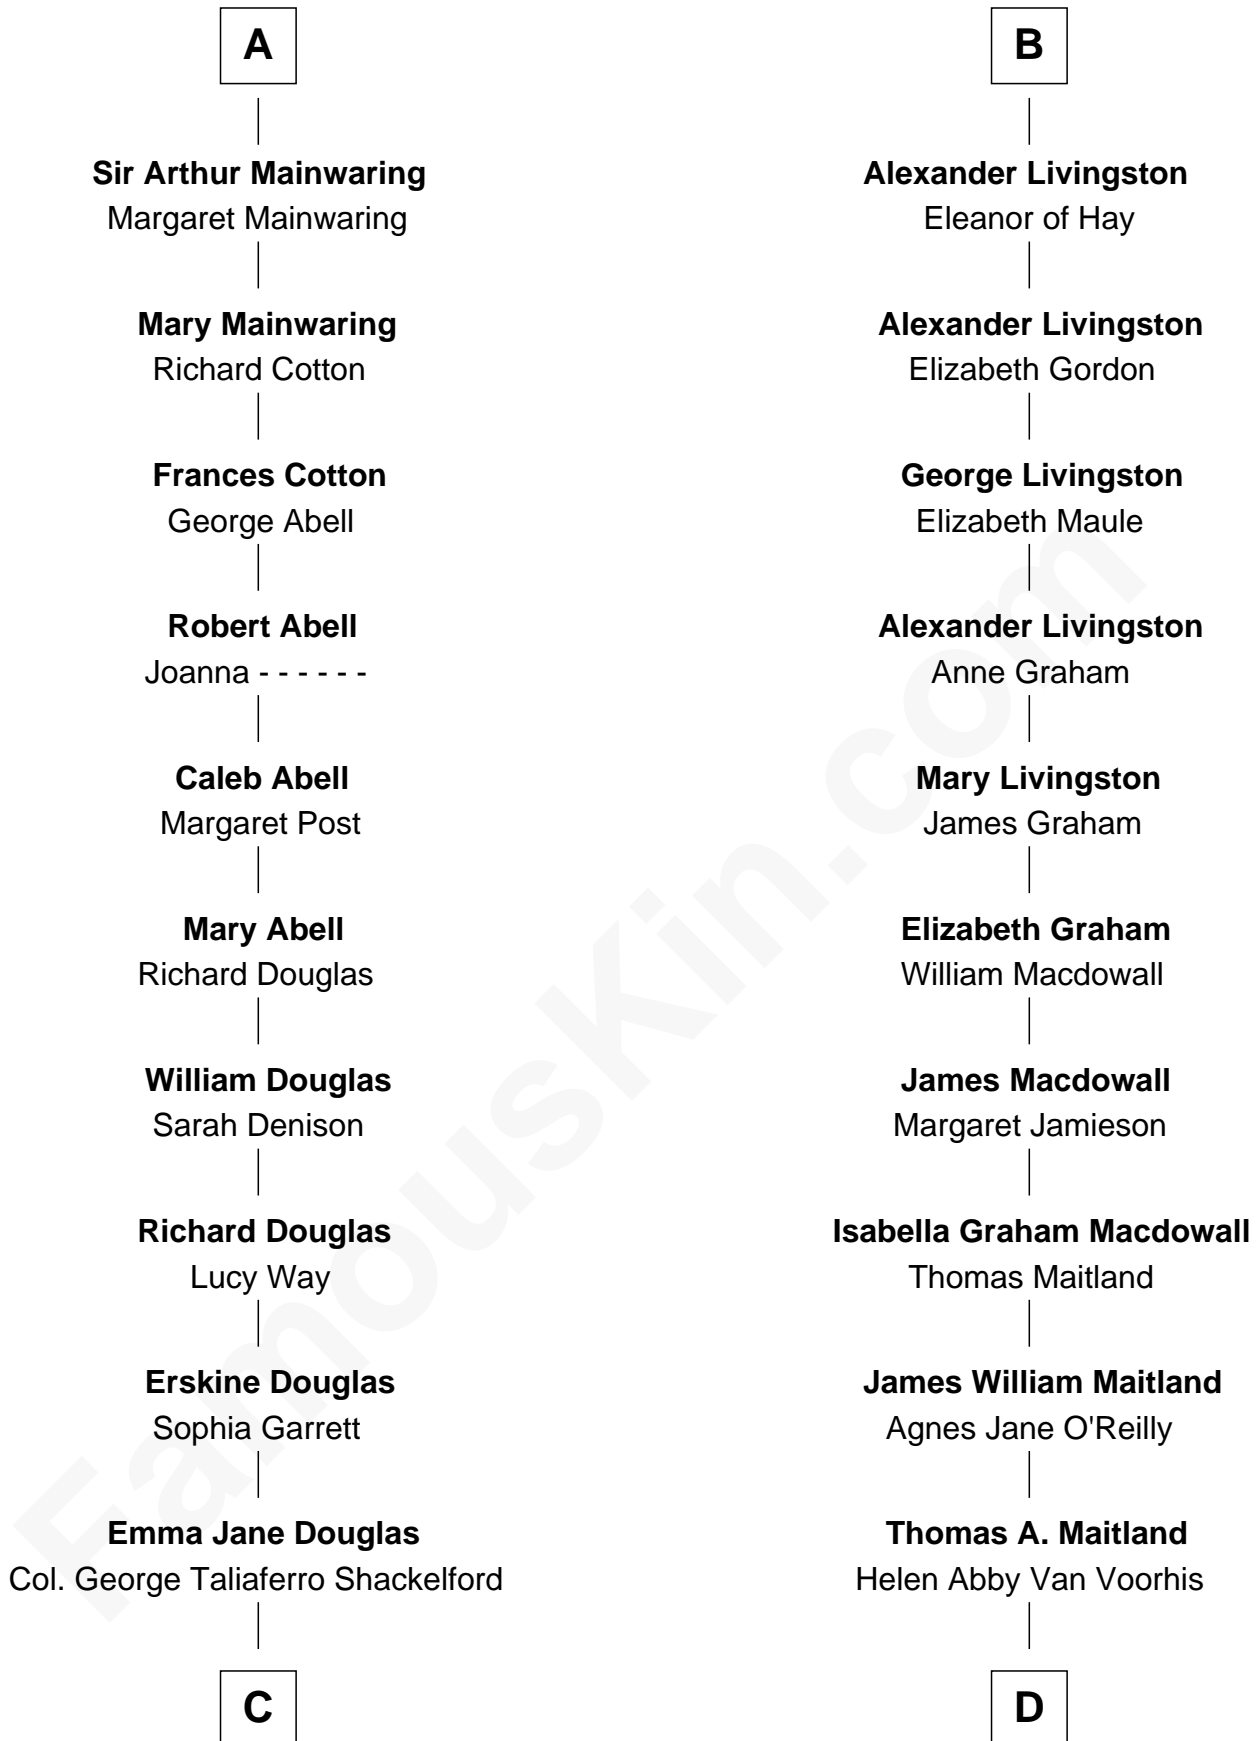 A
Sir Arthur Mainwaring
Margaret Mainwaring
Mary Mainwaring
Richard Cotton
Frances Cotton
George Abell
Robert Abell
Joanna - - - - - -
Caleb Abell
Margaret Post
Mary Abell
Richard Douglas
William Douglas
Sarah Denison
Richard Douglas
Lucy Way
Erskine Douglas
Sophia Garrett
Emma Jane Douglas
Col. George Taliaferro Shackelford
C
B
Alexander Livingston
Eleanor of Hay
Alexander Livingston
Elizabeth Gordon
George Livingston
Elizabeth Maule
Alexander Livingston
Anne Graham
Mary Livingston
James Graham
Elizabeth Graham
William Macdowall
James Macdowall
Margaret Jamieson
Isabella Graham Macdowall
Thomas Maitland
James William Maitland
Agnes Jane O'Reilly
Thomas A. Maitland
Helen Abby Van Voorhis
D
FamousKin.com